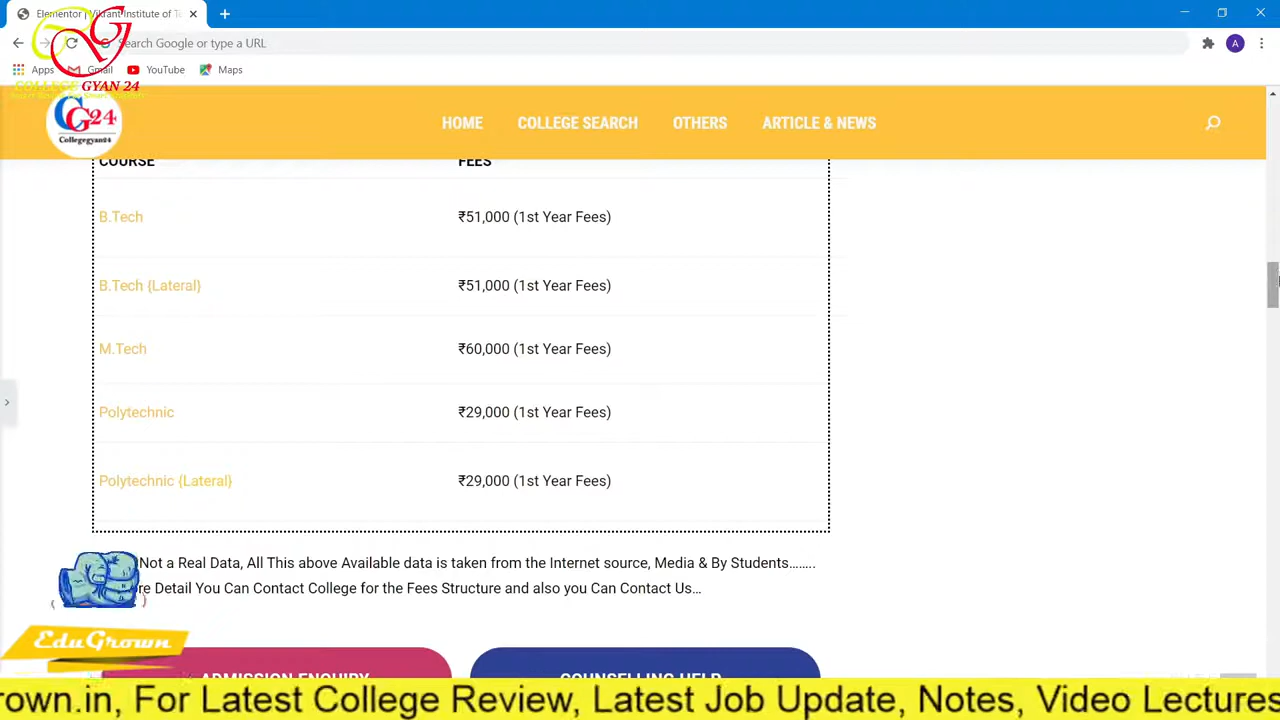 Elementor | Vikrant Institute of Te
Search Google or type a URL
Apps Gmail YouTube Maps
COLLEGE GYAN 24
CG24
Collegegyan24
HOME COLLEGE SEARCH OTHERS ARTICLE & NEWS
COURSE FEES
B.Tech ₹51,000 (1st Year Fees)
B.Tech {Lateral} ₹51,000 (1st Year Fees)
M.Tech ₹60,000 (1st Year Fees)
Polytechnic ₹29,000 (1st Year Fees)
Polytechnic {Lateral} ₹29,000 (1st Year Fees)
Not a Real Data, All This above Available data is taken from the Internet source, Media & By Students……..
re Detail You Can Contact College for the Fees Structure and also you Can Contact Us…
EduGrown
ADMISSION ENQUIRY COUNSELLING HELP
rown.in, For Latest College Review, Latest Job Update, Notes, Video Lectures